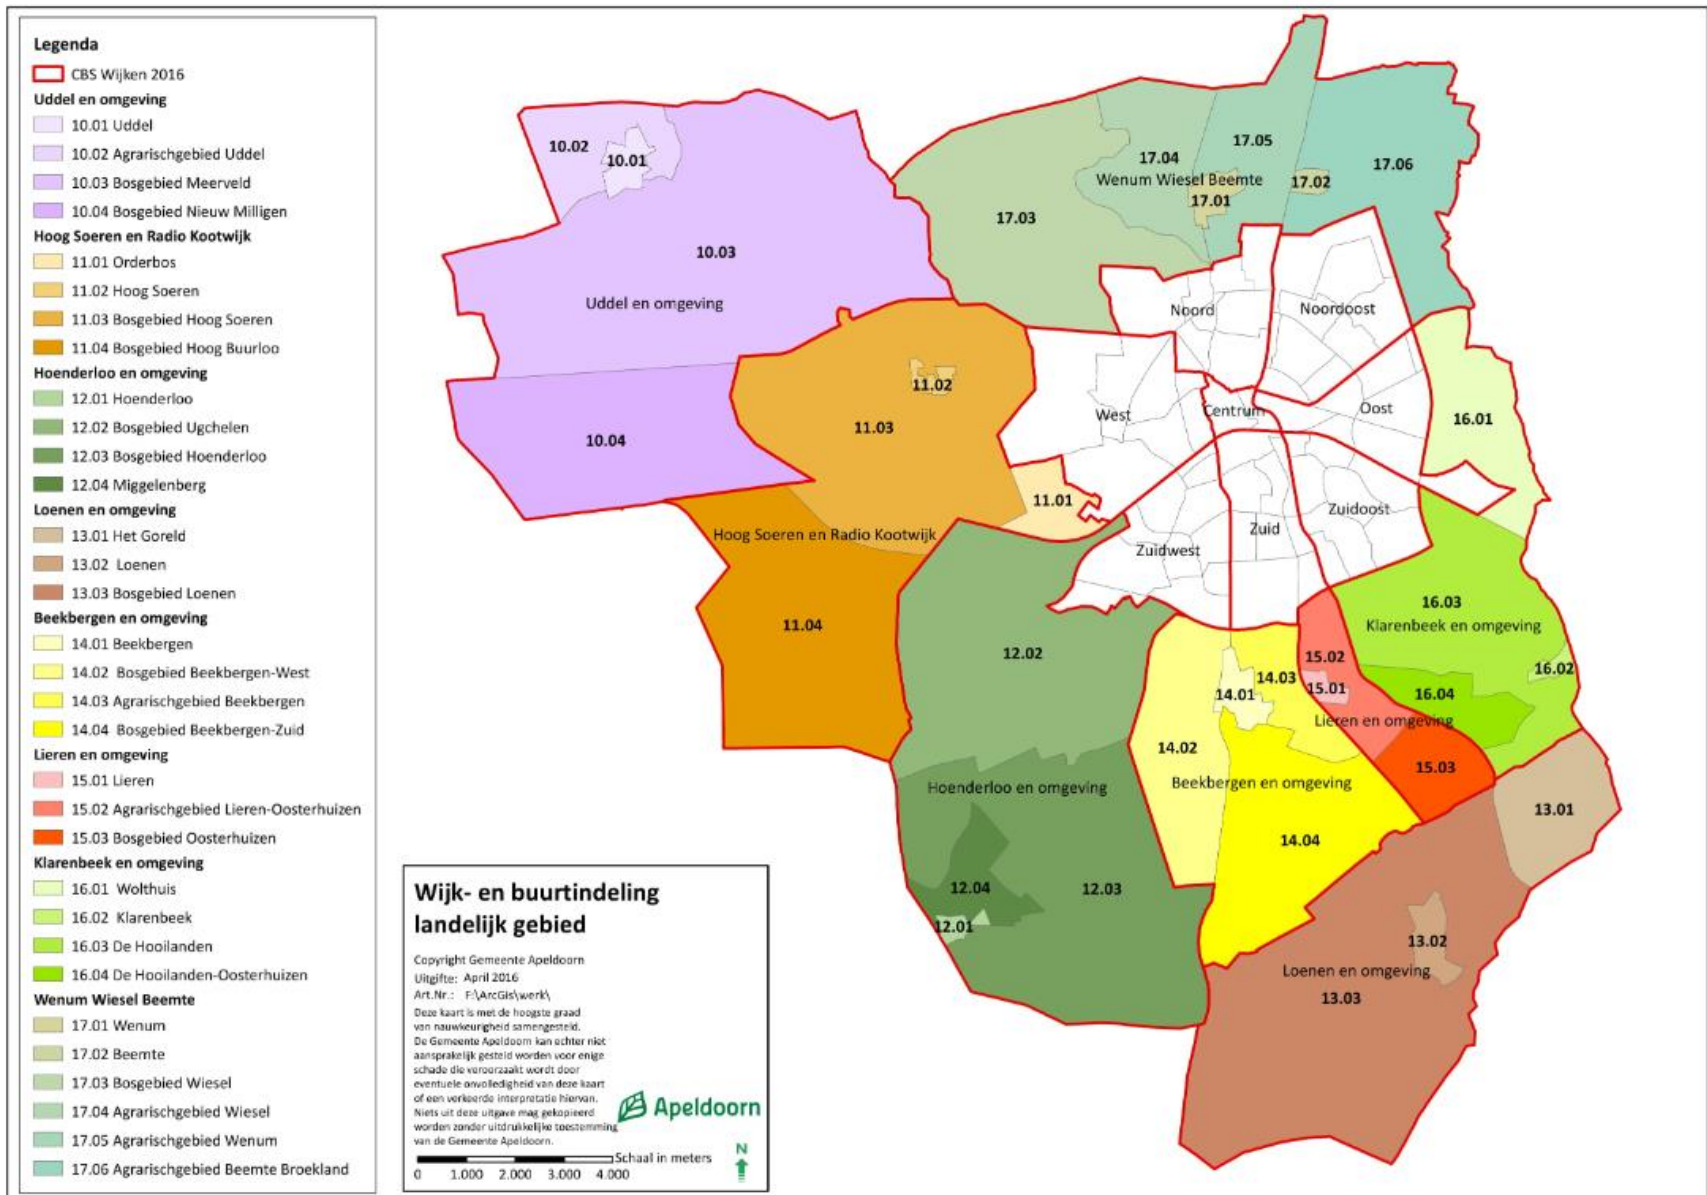 Legenda
CBS Wijken 2016
Uddel en omgeving
10.01 Uddel
10.02 Agrarischgebied Uddel
10.03 Bosgebied Meerveld
10.04 Bosgebied Nieuw Milligen
Hoog Soeren en Radio Kootwijk
11.01 Orderbos
11.02 Hoog Soeren
11.03 Bosgebied Hoog Soeren
11.04 Bosgebied Hoog Buurloo
Hoenderloo en omgeving
12.01 Hoenderloo
12.02 Bosgebied Ugchelen
12.03 Bosgebied Hoenderloo
12.04 Miggelenberg
Loenen en omgeving
13.01 Het Goreld
13.02 Loenen
13.03 Bosgebied Loenen
Beekbergen en omgeving
14.01 Beekbergen
14.02 Bosgebied Beekbergen-West
14.03 Agrarischgebied Beekbergen
14.04 Bosgebied Beekbergen-Zuid
Lieren en omgeving
15.01 Lieren
15.02 Agrarischgebied Lieren-Oosterhuizen
15.03 Bosgebied Oosterhuizen
Klarenbeek en omgeving
16.01 Wolthuis
16.02 Klarenbeek
16.03 De Hooilanden
16.04 De Hooilanden-Oosterhuizen
Wenum Wiesel Beemte
17.01 Wenum
17.02 Beemte
17.03 Bosgebied Wiesel
17.04 Agrarischgebied Wiesel
17.05 Agrarischgebied Wenum
17.06 Agrarischgebied Beemte Broekland
10.02
10.01
17.05
17.04
17.06
Wenum Wiesel Beemte
17.02
17.01
17.03
10.03
Uddel en omgeving
Noord
Noordoost
11.02
West
Centrum
Oost
16.01
11.03
10.04
11.01
Zuidoost
Hoog Soeren en Radio Kootwijk
Zuid
Zuidwest
16.03
Klarenbeek en omgeving
11.04
12.02
15.02
16.02
14.03
15.01
14.01
16.04
Lieren en omgeving
14.02
15.03
Beekbergen en omgeving
Hoenderloo en omgeving
13.01
14.04
12.04
12.03
12.01
13.02
Loenen en omgeving
13.03
Wijk- en buurtindeling
landelijk gebied
Copyright Gemeente Apeldoorn
Uitgifte: April 2016
Art.Nr.: F:\ArcGis\werk\
Deze kaart is met de hoogste graad
van nauwkeurigheid samengesteld.
De Gemeente Apeldoorn kan echter niet
aansprakelijk gesteld worden voor enige
schade die veroorzaakt wordt door
eventuele onvolledigheid van deze kaart
of een verkeerde interpretatie hiervan.
Niets uit deze uitgave mag gekopieerd
worden zonder uitdrukkelijke toestemming
van de Gemeente Apeldoorn.
Apeldoorn
N
Schaal in meters
0 1.000 2.000 3.000 4.000